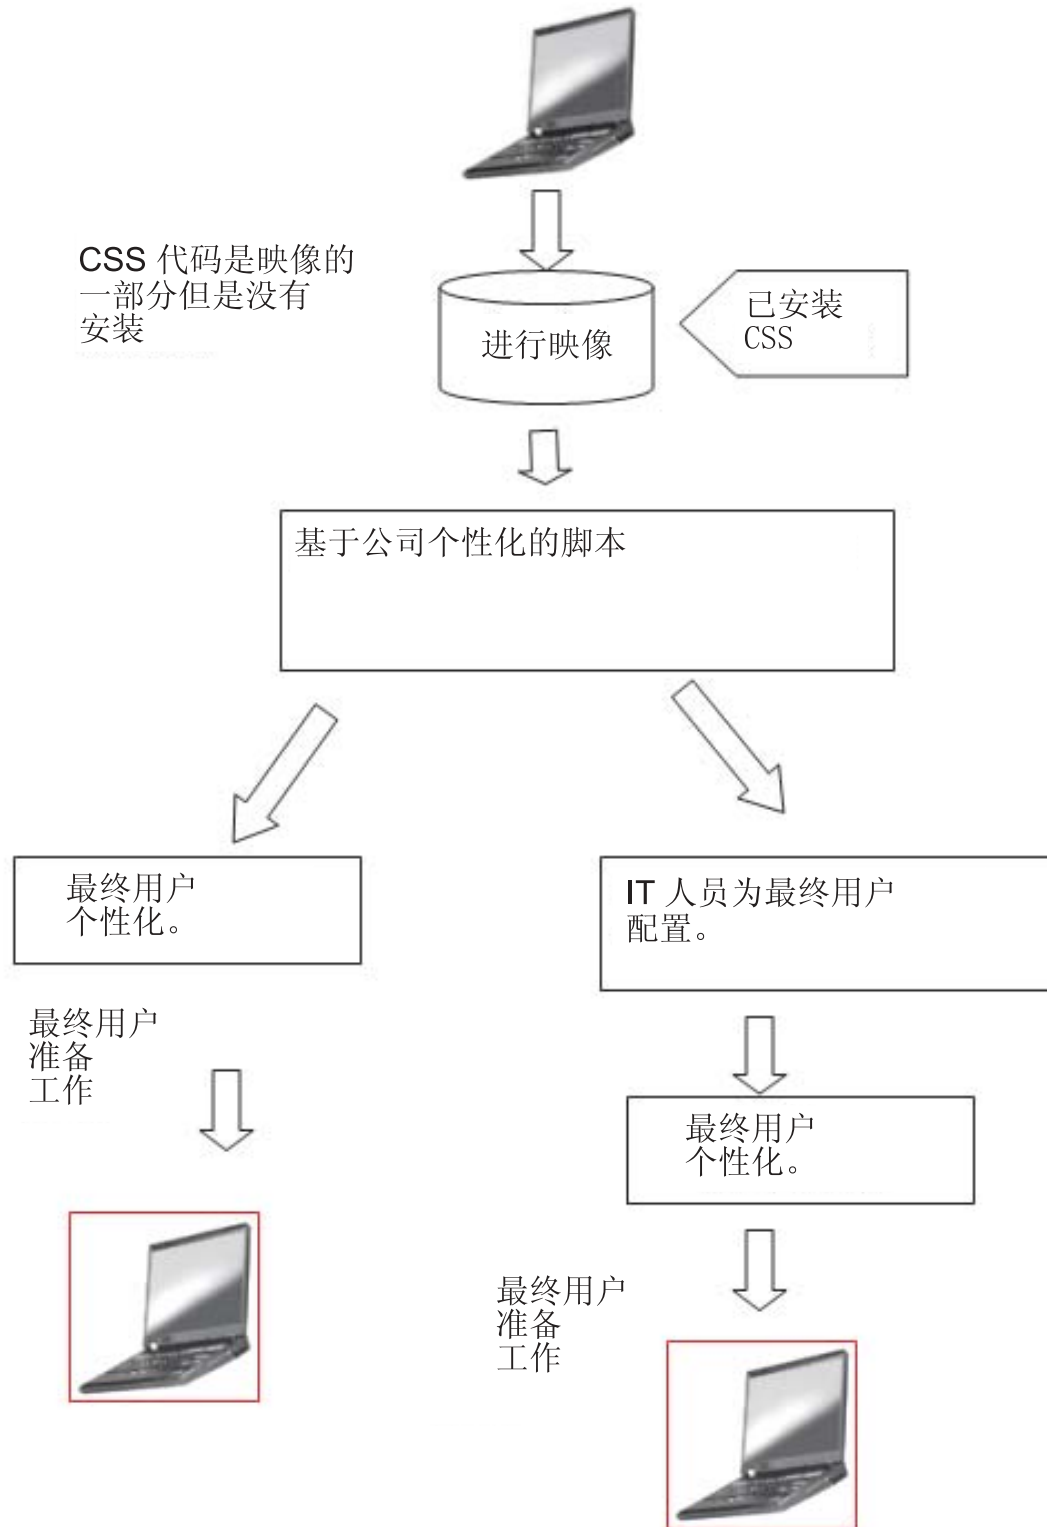 CSS 代码是映像的
一部分但是没有
安装
进行映像
已安装
CSS
基于公司个性化的脚本
最终用户
个性化。
IT 人员为最终用户
配置。
最终用户
准备
工作
最终用户
个性化。
最终用户
准备
工作